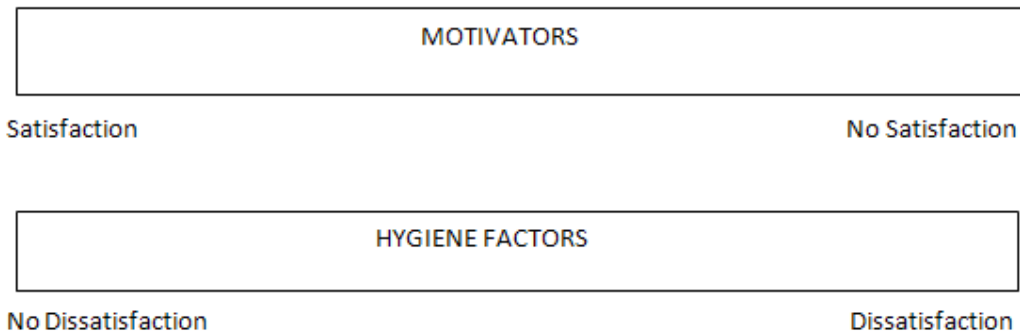 MOTIVATORS
Satisfaction No Satisfaction
HYGIENE FACTORS
No Dissatisfaction Dissatisfaction